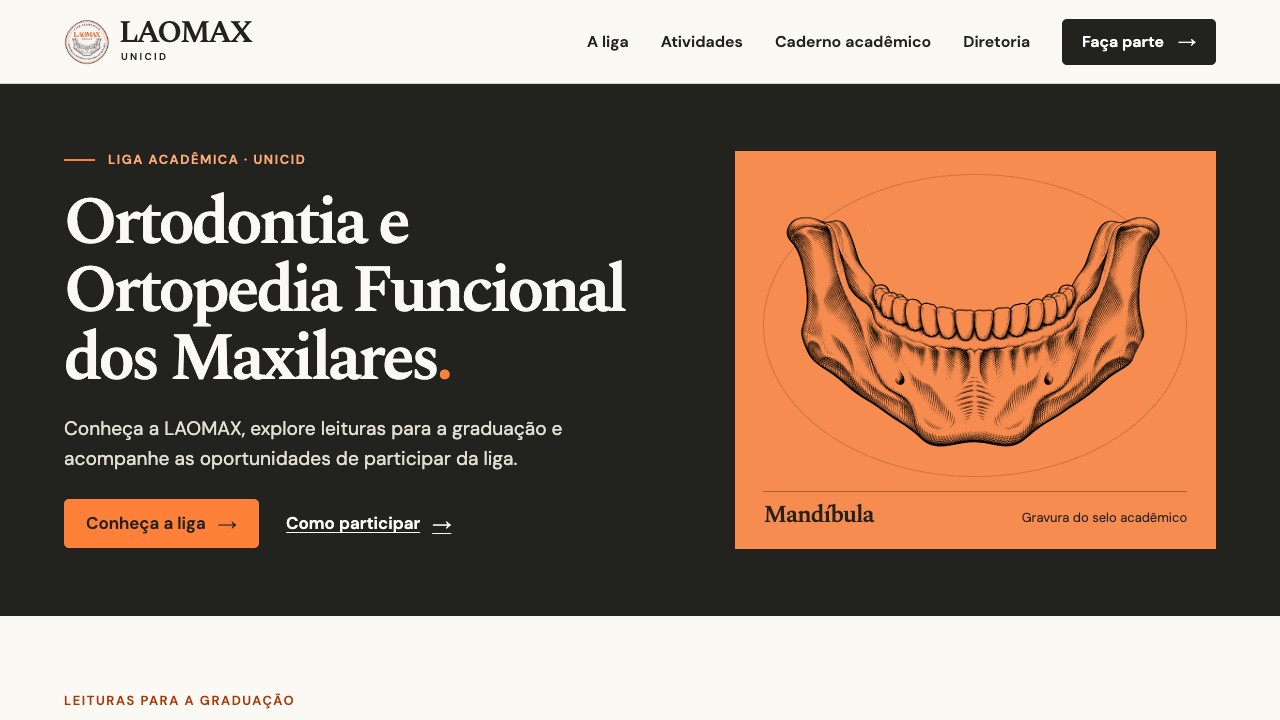 LAOMAX
LAOMAX
UNICID
A liga
Atividades
Caderno acadêmico
Diretoria
Faça parte →
LIGA ACADÊMICA · UNICID
Ortodontia e
Ortopedia Funcional
dos Maxilares.
Conheça a LAOMAX, explore leituras para a graduação e
acompanhe as oportunidades de participar da liga.
Conheça a liga →
Como participar →
Mandíbula
Gravura do selo acadêmico
LEITURAS PARA A GRADUAÇÃO